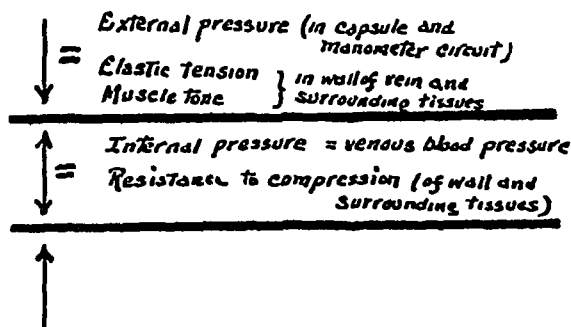 = External pressure (in capsule and
manometer circuit)
Elastic Tension } in wall of vein and
Muscle Tone surrounding tissues
= Internal pressure = venous blood pressure
Resistance to compression (of wall and
surrounding tissues)